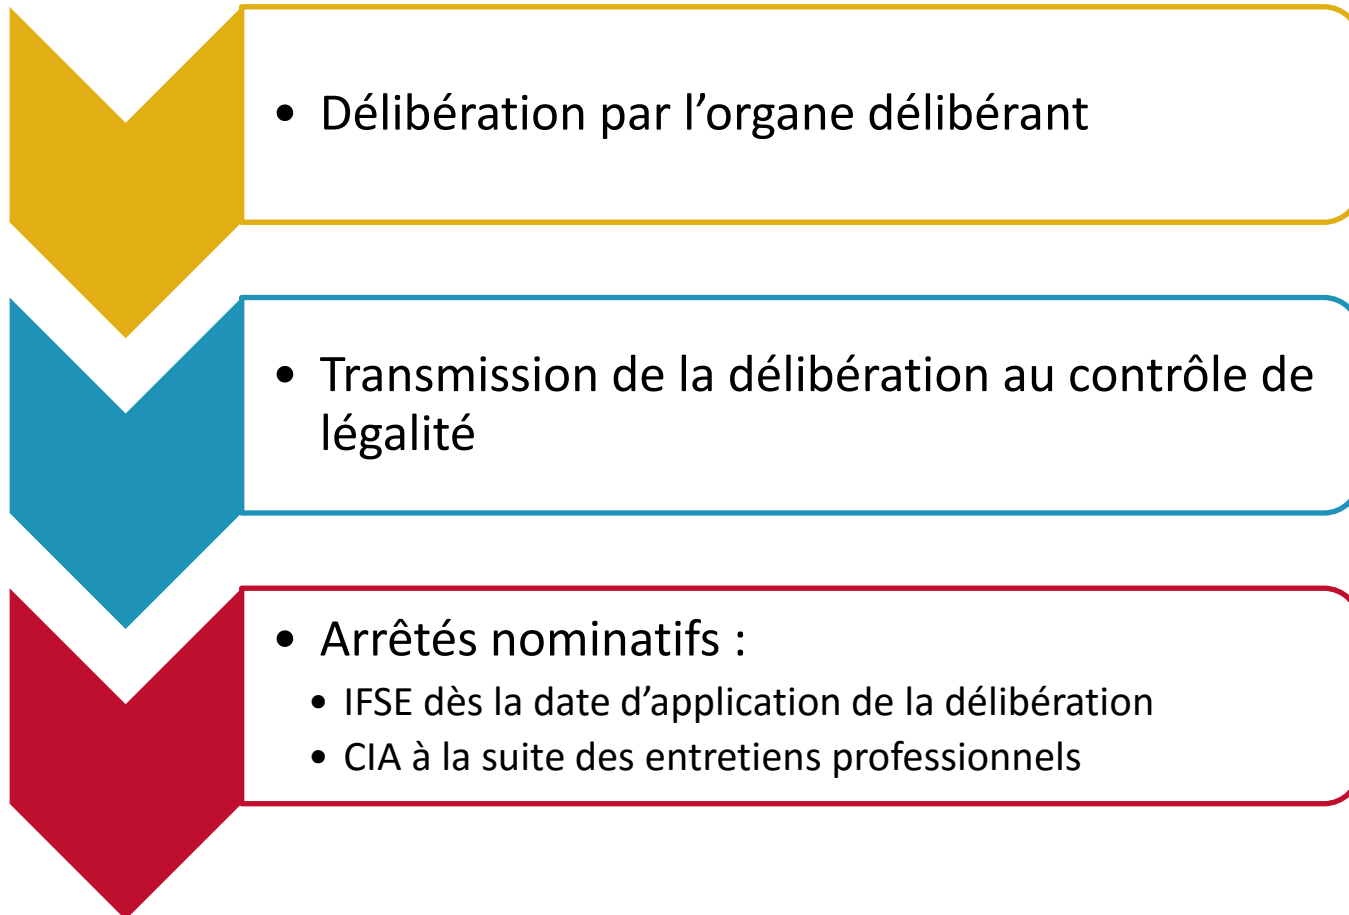 • Délibération par l’organe délibérant
• Transmission de la délibération au contrôle de
légalité
• Arrêtés nominatifs :
• IFSE dès la date d’application de la délibération
• CIA à la suite des entretiens professionnels